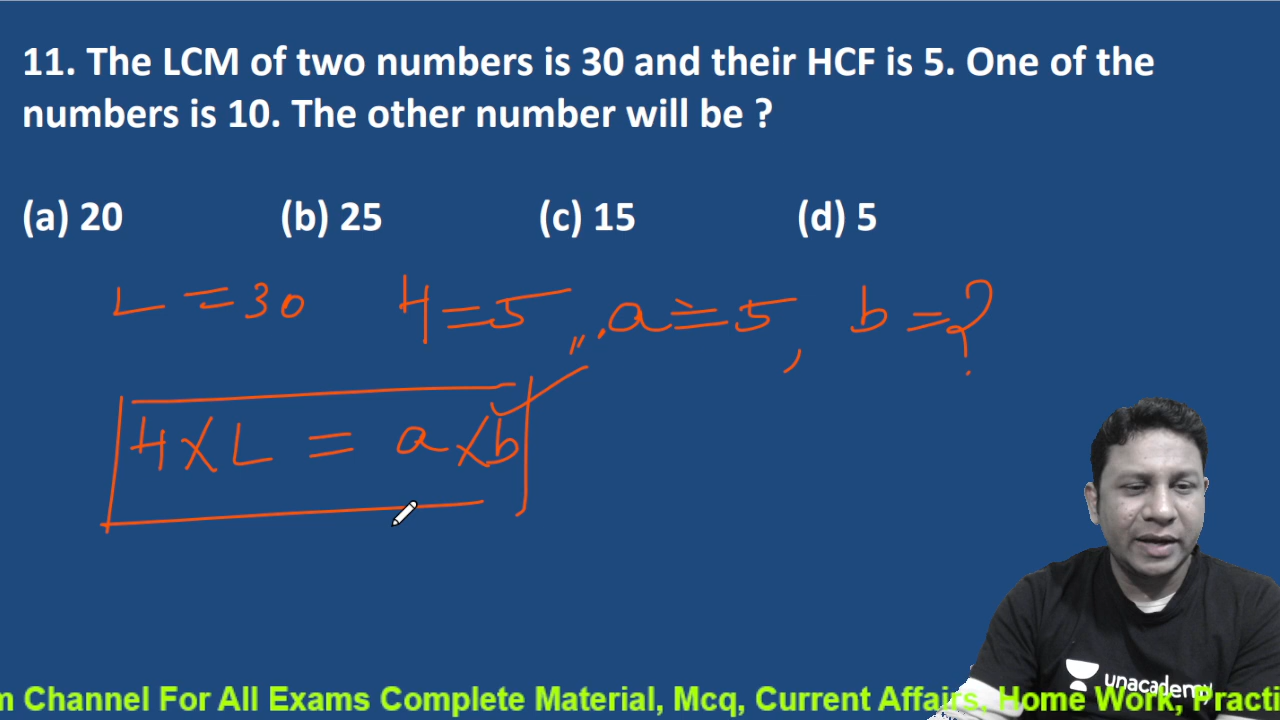 11. The LCM of two numbers is 30 and their HCF is 5. One of the
numbers is 10. The other number will be ?
(a) 20 (b) 25 (c) 15 (d) 5
L = 30 H = 5 ,, . a = 5 , b = ?
H X L = a X b
unacademy
m Channel For All Exams Complete Material, Mcq, Current Affairs, Home Work, Practi